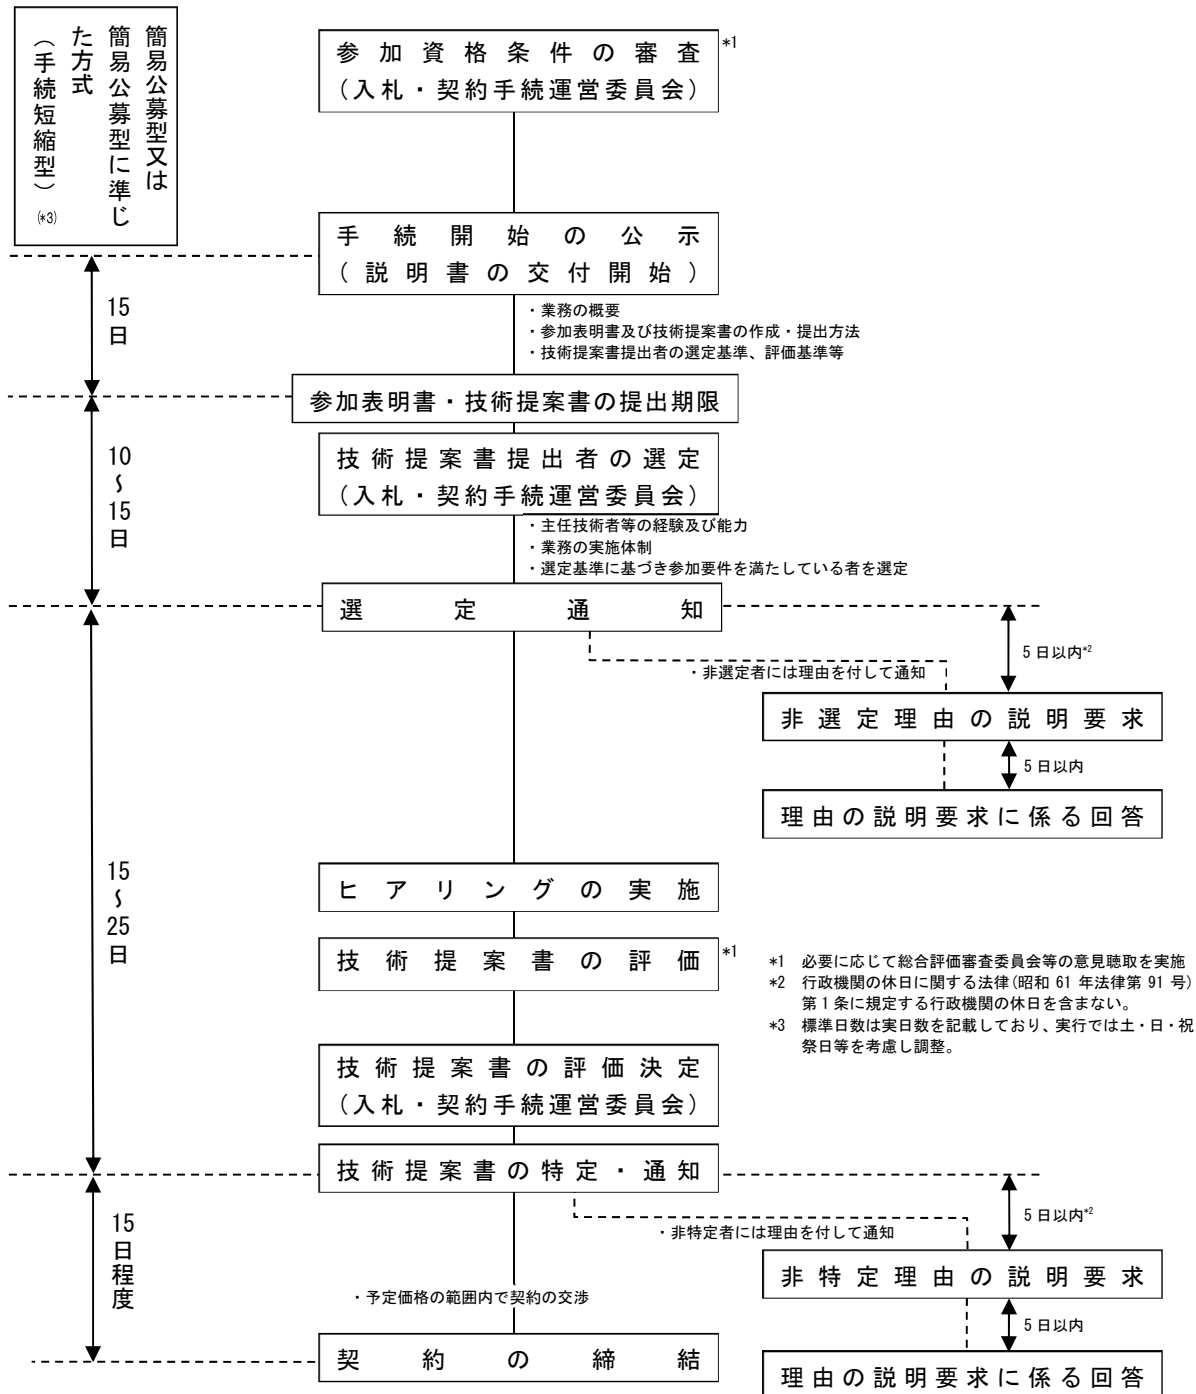 簡易公募型又は
簡易公募型に準じ
た方式
（手続短縮型）(*3)
参加資格条件の審査 *1
（入札・契約手続運営委員会）
手続開始の公示
（説明書の交付開始）
15日
・業務の概要
・参加表明書及び技術提案書の作成・提出方法
・技術提案書提出者の選定基準、評価基準等
参加表明書・技術提案書の提出期限
10～15日
技術提案書提出者の選定
（入札・契約手続運営委員会）
・主任技術者等の経験及び能力
・業務の実施体制
・選定基準に基づき参加要件を満たしている者を選定
選定通知
5日以内*2
・非選定者には理由を付して通知
非選定理由の説明要求
5日以内
理由の説明要求に係る回答
15～25日
ヒアリングの実施
技術提案書の評価 *1
*1 必要に応じて総合評価審査委員会等の意見聴取を実施
*2 行政機関の休日に関する法律(昭和 61 年法律第 91 号)
第1条に規定する行政機関の休日を含まない。
*3 標準日数は実日数を記載しており、実行では土・日・祝
祭日等を考慮し調整。
技術提案書の評価決定
（入札・契約手続運営委員会）
技術提案書の特定・通知
15日程度
5日以内*2
・非特定者には理由を付して通知
非特定理由の説明要求
・予定価格の範囲内で契約の交渉
5日以内
契約の締結
理由の説明要求に係る回答